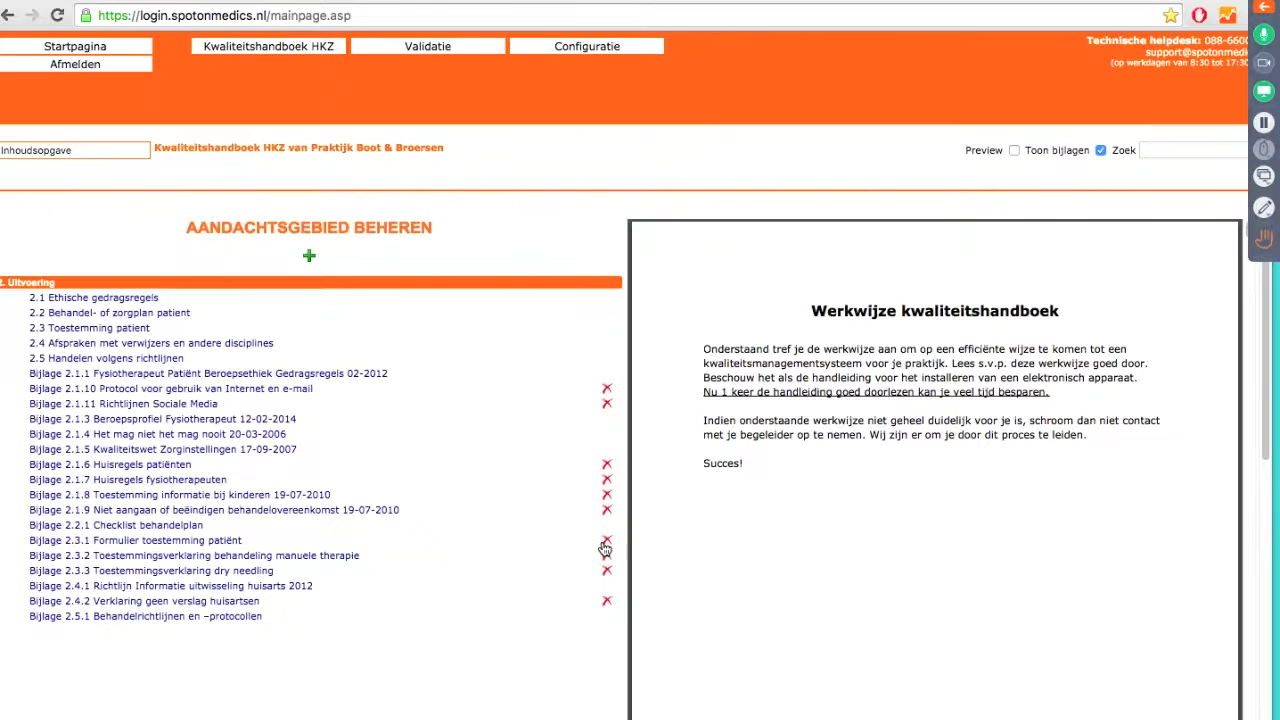 https://login.spotonmedics.nl/mainpage.asp
Startpagina
Kwaliteitshandboek HKZ
Validatie
Configuratie
Afmelden
Technische helpdesk: 088-6600
support@spotonmedi
(op werkdagen van 8:30 tot 17:30
Inhoudsopgave
Kwaliteitshandboek HKZ van Praktijk Boot & Broersen
Preview
Toon bijlagen
Zoek
AANDACHTSGEBIED BEHEREN
2. Uitvoering
2.1 Ethische gedragsregels
2.2 Behandel- of zorgplan patient
2.3 Toestemming patient
2.4 Afspraken met verwijzers en andere disciplines
2.5 Handelen volgens richtlijnen
Bijlage 2.1.1 Fysiotherapeut Patiënt Beroepsethiek Gedragsregels 02-2012
Bijlage 2.1.10 Protocol voor gebruik van Internet en e-mail
Bijlage 2.1.11 Richtlijnen Sociale Media
Bijlage 2.1.3 Beroepsprofiel Fysiotherapeut 12-02-2014
Bijlage 2.1.4 Het mag niet het mag nooit 20-03-2006
Bijlage 2.1.5 Kwaliteitswet Zorginstellingen 17-09-2007
Bijlage 2.1.6 Huisregels patiënten
Bijlage 2.1.7 Huisregels fysiotherapeuten
Bijlage 2.1.8 Toestemming informatie bij kinderen 19-07-2010
Bijlage 2.1.9 Niet aangaan of beëindigen behandelovereenkomst 19-07-2010
Bijlage 2.2.1 Checklist behandelplan
Bijlage 2.3.1 Formulier toestemming patiënt
Bijlage 2.3.2 Toestemmingsverklaring behandeling manuele therapie
Bijlage 2.3.3 Toestemmingsverklaring dry needling
Bijlage 2.4.1 Richtlijn Informatie uitwisseling huisarts 2012
Bijlage 2.4.2 Verklaring geen verslag huisartsen
Bijlage 2.5.1 Behandelrichtlijnen en –protocollen
Werkwijze kwaliteitshandboek
Onderstaand tref je de werkwijze aan om op een efficiënte wijze te komen tot een
kwaliteitsmanagementsysteem voor je praktijk. Lees s.v.p. deze werkwijze goed door.
Beschouw het als de handleiding voor het installeren van een elektronisch apparaat.
Nu 1 keer de handleiding goed doorlezen kan je veel tijd besparen.
Indien onderstaande werkwijze niet geheel duidelijk voor je is, schroom dan niet contact
met je begeleider op te nemen. Wij zijn er om je door dit proces te leiden.
Succes!